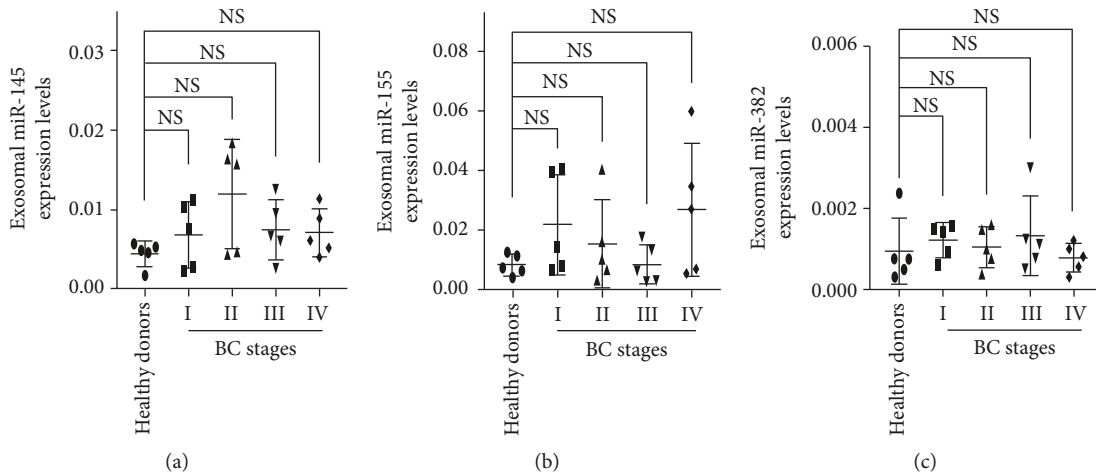 Exosomal miR-145
expression levels
0.03
0.02
0.01
0.00
NS
NS
NS
NS
Healthy donors
I
II
III
IV
BC stages
(a)
Exosomal miR-155
expression levels
0.08
0.06
0.04
0.02
0.00
NS
NS
NS
NS
Healthy donors
I
II
III
IV
BC stages
(b)
Exosomal miR-382
expression levels
0.006
0.004
0.002
0.000
NS
NS
NS
NS
Healthy donors
I
II
III
IV
BC stages
(c)